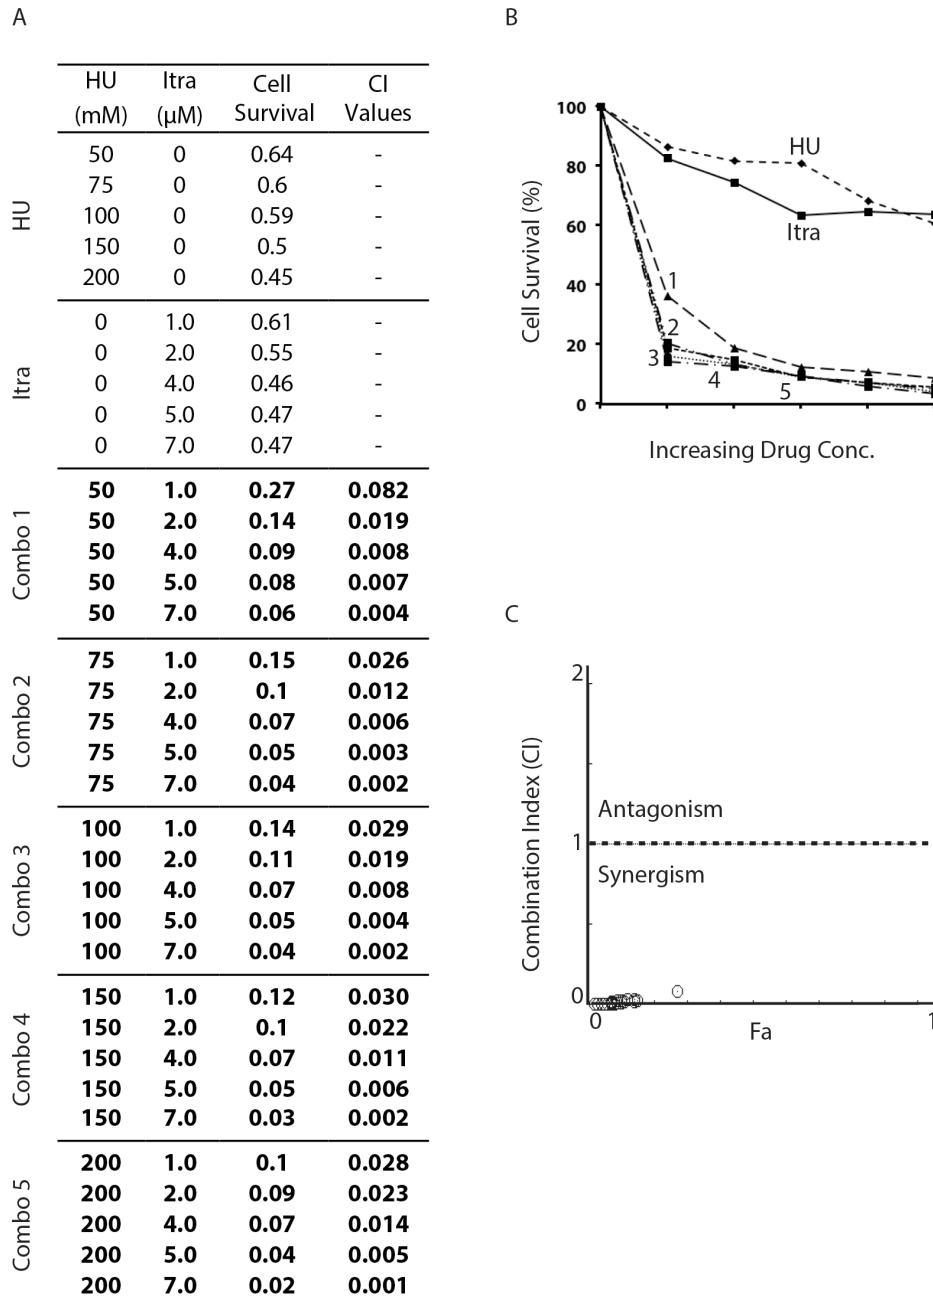 A
HU Itra Cell CI
(mM) (µM) Survival Values
HU
50 0 0.64 -
75 0 0.6 -
100 0 0.59 -
150 0 0.5 -
200 0 0.45 -
Itra
0 1.0 0.61 -
0 2.0 0.55 -
0 4.0 0.46 -
0 5.0 0.47 -
0 7.0 0.47 -
Combo 1
50 1.0 0.27 0.082
50 2.0 0.14 0.019
50 4.0 0.09 0.008
50 5.0 0.08 0.007
50 7.0 0.06 0.004
Combo 2
75 1.0 0.15 0.026
75 2.0 0.1 0.012
75 4.0 0.07 0.006
75 5.0 0.05 0.003
75 7.0 0.04 0.002
Combo 3
100 1.0 0.14 0.029
100 2.0 0.11 0.019
100 4.0 0.07 0.008
100 5.0 0.05 0.004
100 7.0 0.04 0.002
Combo 4
150 1.0 0.12 0.030
150 2.0 0.1 0.022
150 4.0 0.07 0.011
150 5.0 0.05 0.006
150 7.0 0.03 0.002
Combo 5
200 1.0 0.1 0.028
200 2.0 0.09 0.023
200 4.0 0.07 0.014
200 5.0 0.04 0.005
200 7.0 0.02 0.001
B
Cell Survival (%)
100
80
60
40
20
0
HU
Itra
1
2
3
4
5
Increasing Drug Conc.
C
Combination Index (CI)
2
1
0
Antagonism
Synergism
0 1
Fa